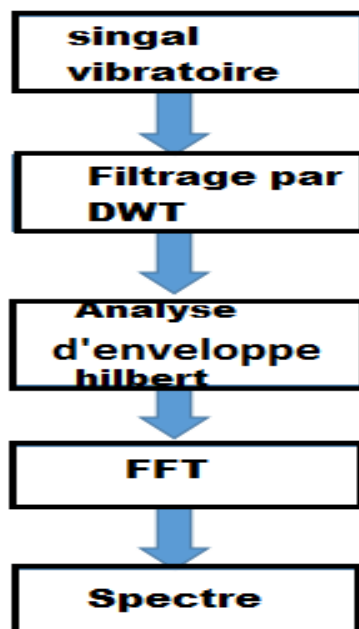 singal
vibratoire
Filtrage par
DWT
Analyse
d'enveloppe
hilbert
FFT
Spectre